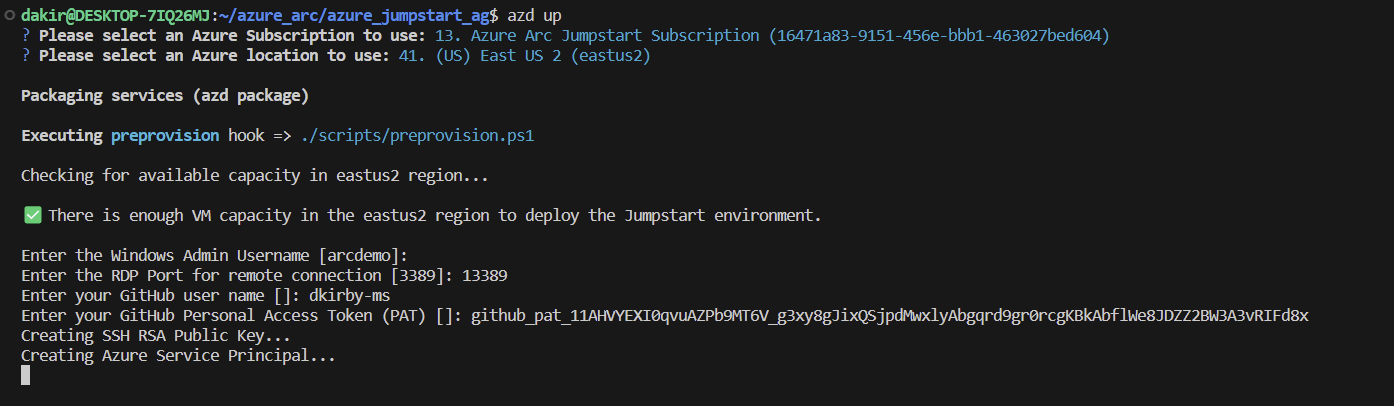 dakir@DESKTOP-7IQ26MJ:~/azure_arc/azure_jumpstart_ag$ azd up
? Please select an Azure Subscription to use: 13. Azure Arc Jumpstart Subscription (16471a83-9151-456e-bbb1-463027bed604)
? Please select an Azure location to use: 41. (US) East US 2 (eastus2)
Packaging services (azd package)
Executing preprovision hook => ./scripts/preprovision.ps1
Checking for available capacity in eastus2 region...
✅ There is enough VM capacity in the eastus2 region to deploy the Jumpstart environment.
Enter the Windows Admin Username [arcdemo]:
Enter the RDP Port for remote connection [3389]: 13389
Enter your GitHub user name []: dkirby-ms
Enter your GitHub Personal Access Token (PAT) []: 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
Creating SSH RSA Public Key...
Creating Azure Service Principal...